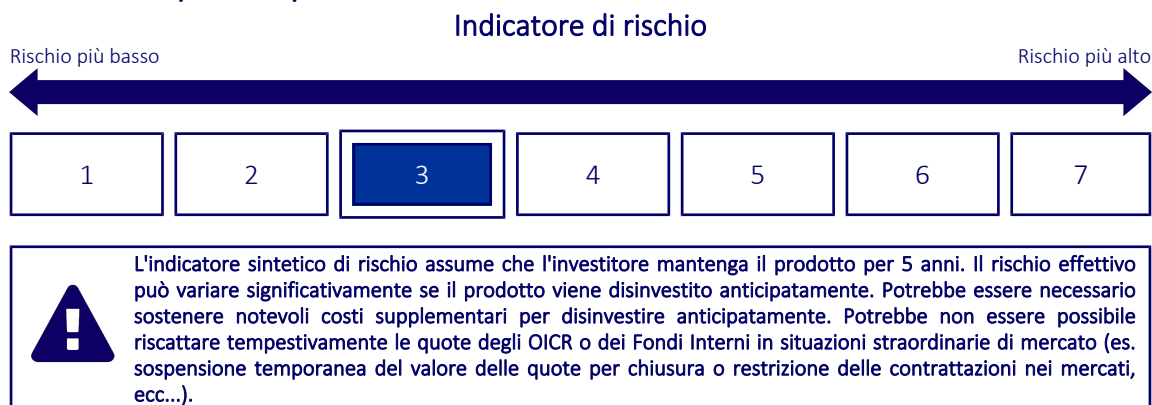 Indicatore di rischio
Rischio più basso
Rischio più alto
1
2
3
4
5
6
7
L'indicatore sintetico di rischio assume che l'investitore mantenga il prodotto per 5 anni. Il rischio effettivo
può variare significativamente se il prodotto viene disinvestito anticipatamente. Potrebbe essere necessario
sostenere notevoli costi supplementari per disinvestire anticipatamente. Potrebbe non essere possibile
riscattare tempestivamente le quote degli OICR o dei Fondi Interni in situazioni straordinarie di mercato (es.
sospensione temporanea del valore delle quote per chiusura o restrizione delle contrattazioni nei mercati,
ecc...).